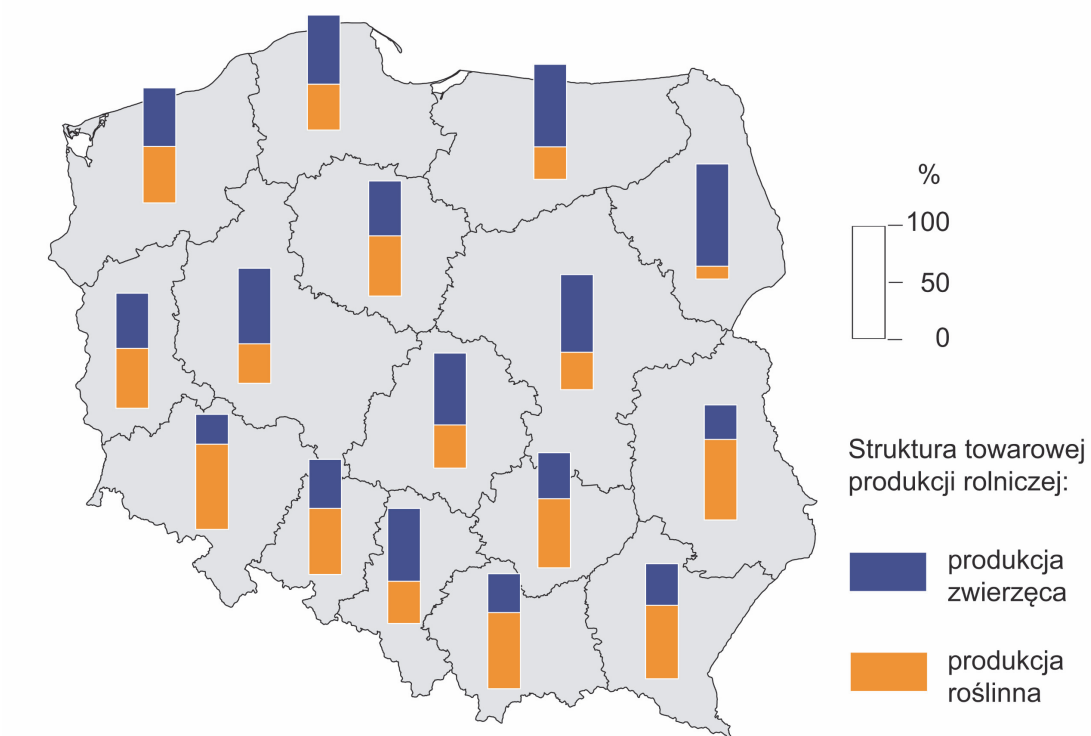 %
100
50
0
Struktura towarowej
produkcji rolniczej:
produkcja
zwierzęca
produkcja
roślinna